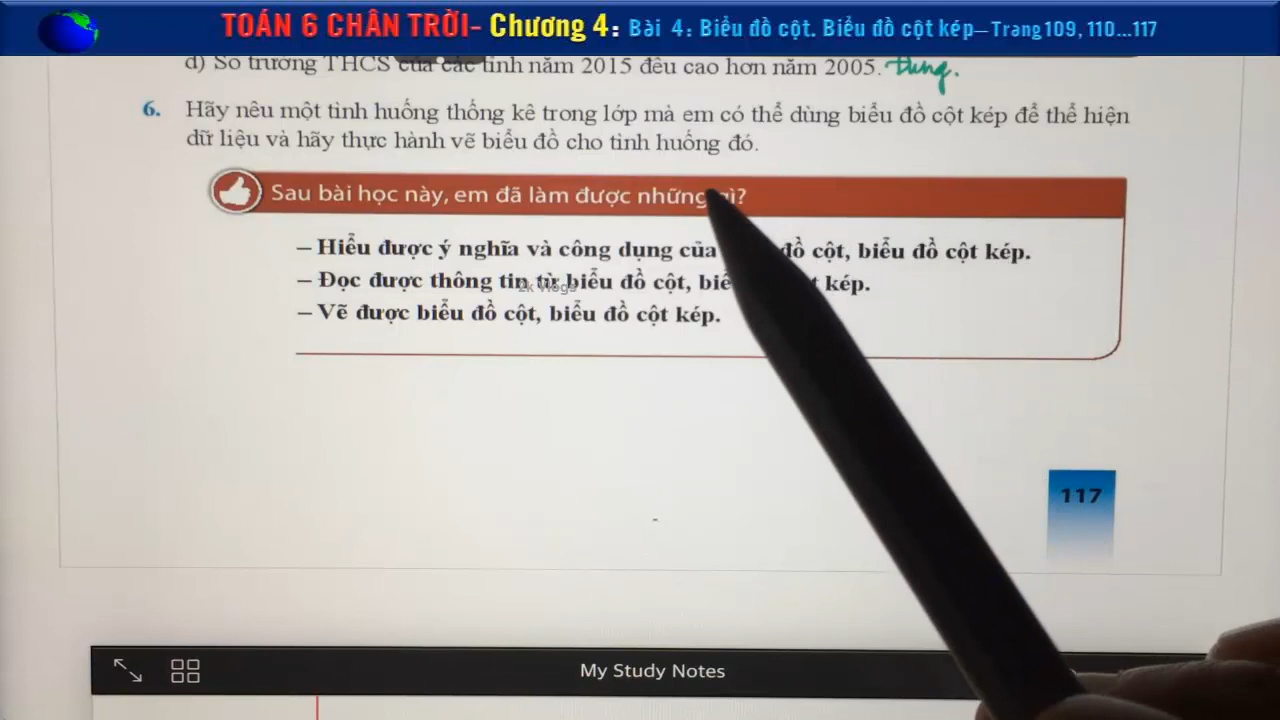 TOÁN 6 CHÂN TRỜI- Chương 4: Bài 4: Biểu đồ cột. Biểu đồ cột kép–Trang109, 110...117
d) Số trường THCS của các tỉnh năm 2015 đều cao hơn năm 2005. Đúng.
6. Hãy nêu một tình huống thống kê trong lớp mà em có thể dùng biểu đồ cột kép để thể hiện
dữ liệu và hãy thực hành vẽ biểu đồ cho tình huống đó.
Sau bài học này, em đã làm được những gì?
– Hiểu được ý nghĩa và công dụng của đồ cột, biểu đồ cột kép.
– Đọc được thông tin từ biểu đồ cột, kép.
2k Vlogs
– Vẽ được biểu đồ cột, biểu đồ cột kép.
117
My Study Notes